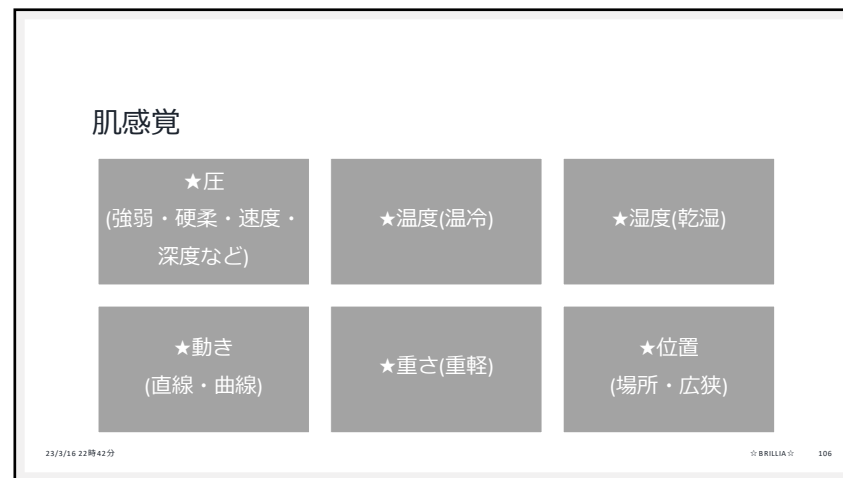 肌感覚
★圧
(強弱・硬柔・速度・
深度など)
★温度(温冷)
★湿度(乾湿)
★動き
(直線・曲線)
★重さ(重軽)
★位置
(場所・広狭)
23/3/16 22時42分
☆BRILLIA☆
106